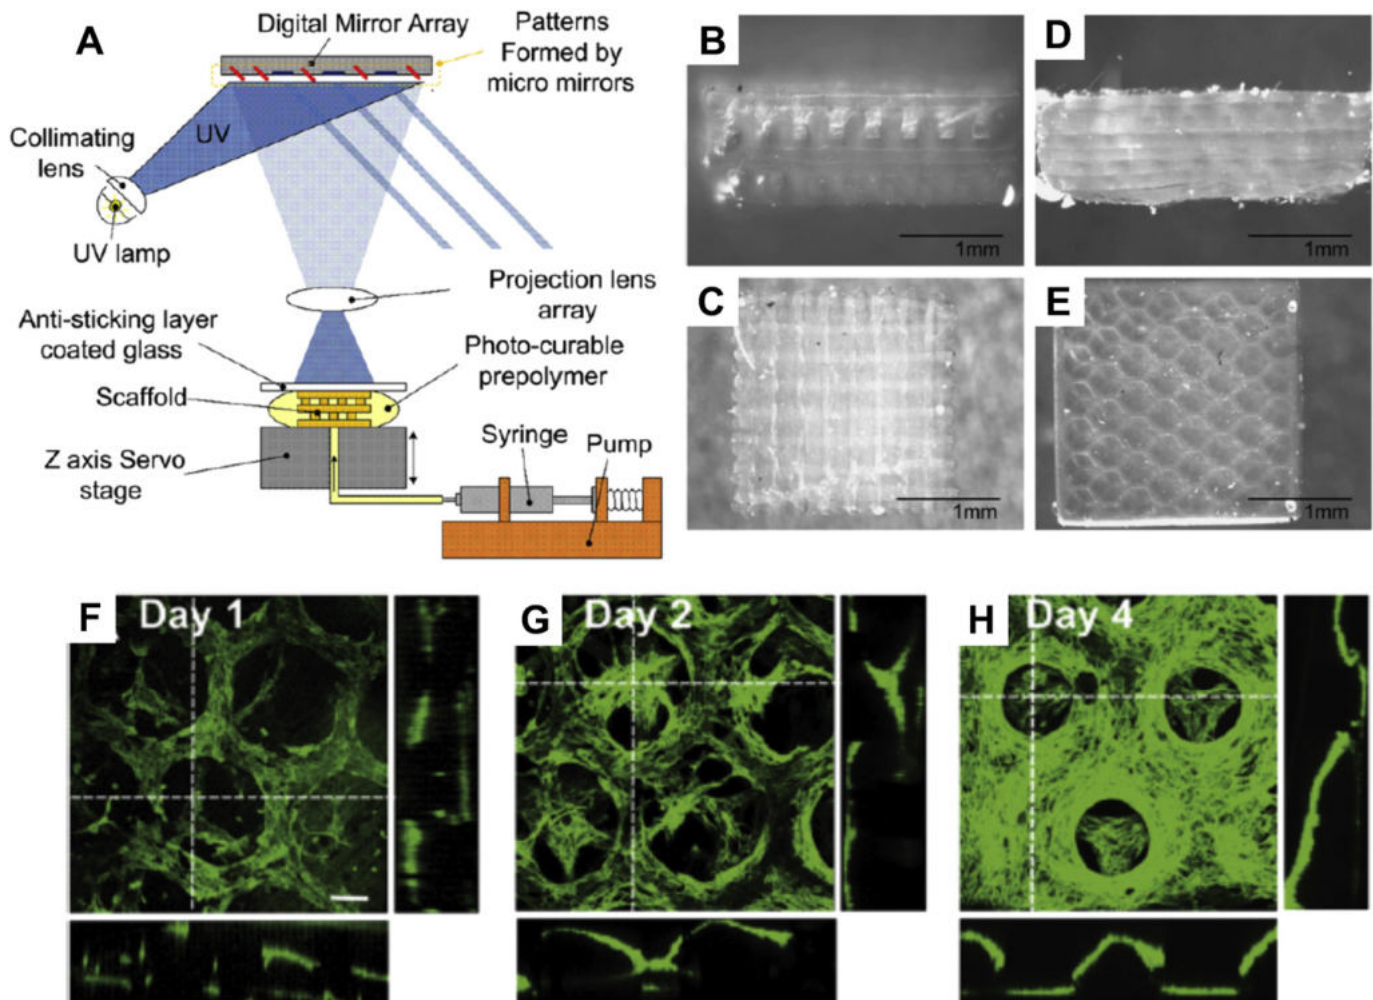 A
Digital Mirror Array
Patterns
Formed by
micro mirrors
UV
Collimating
lens
UV lamp
Projection lens
array
Anti-sticking layer
coated glass
Photo-curable
prepolymer
Scaffold
Z axis Servo
stage
Syringe
Pump
B
1mm
D
1mm
C
1mm
E
1mm
F
Day 1
G
Day 2
H
Day 4